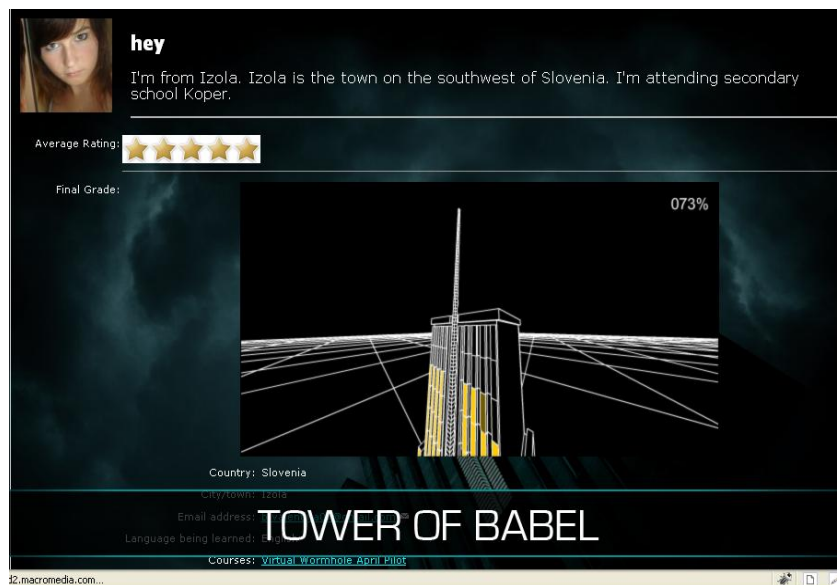 hey
I'm from Izola. Izola is the town on the southwest of Slovenia. I'm attending secondary
school Koper.
Average Rating:
Final Grade:
073%
Country: Slovenia
City/town: Izola
Email address:
Language being learned: English
TOWER OF BABEL
Courses: Virtual Wormhole April Pilot
d2.macromedia.com...